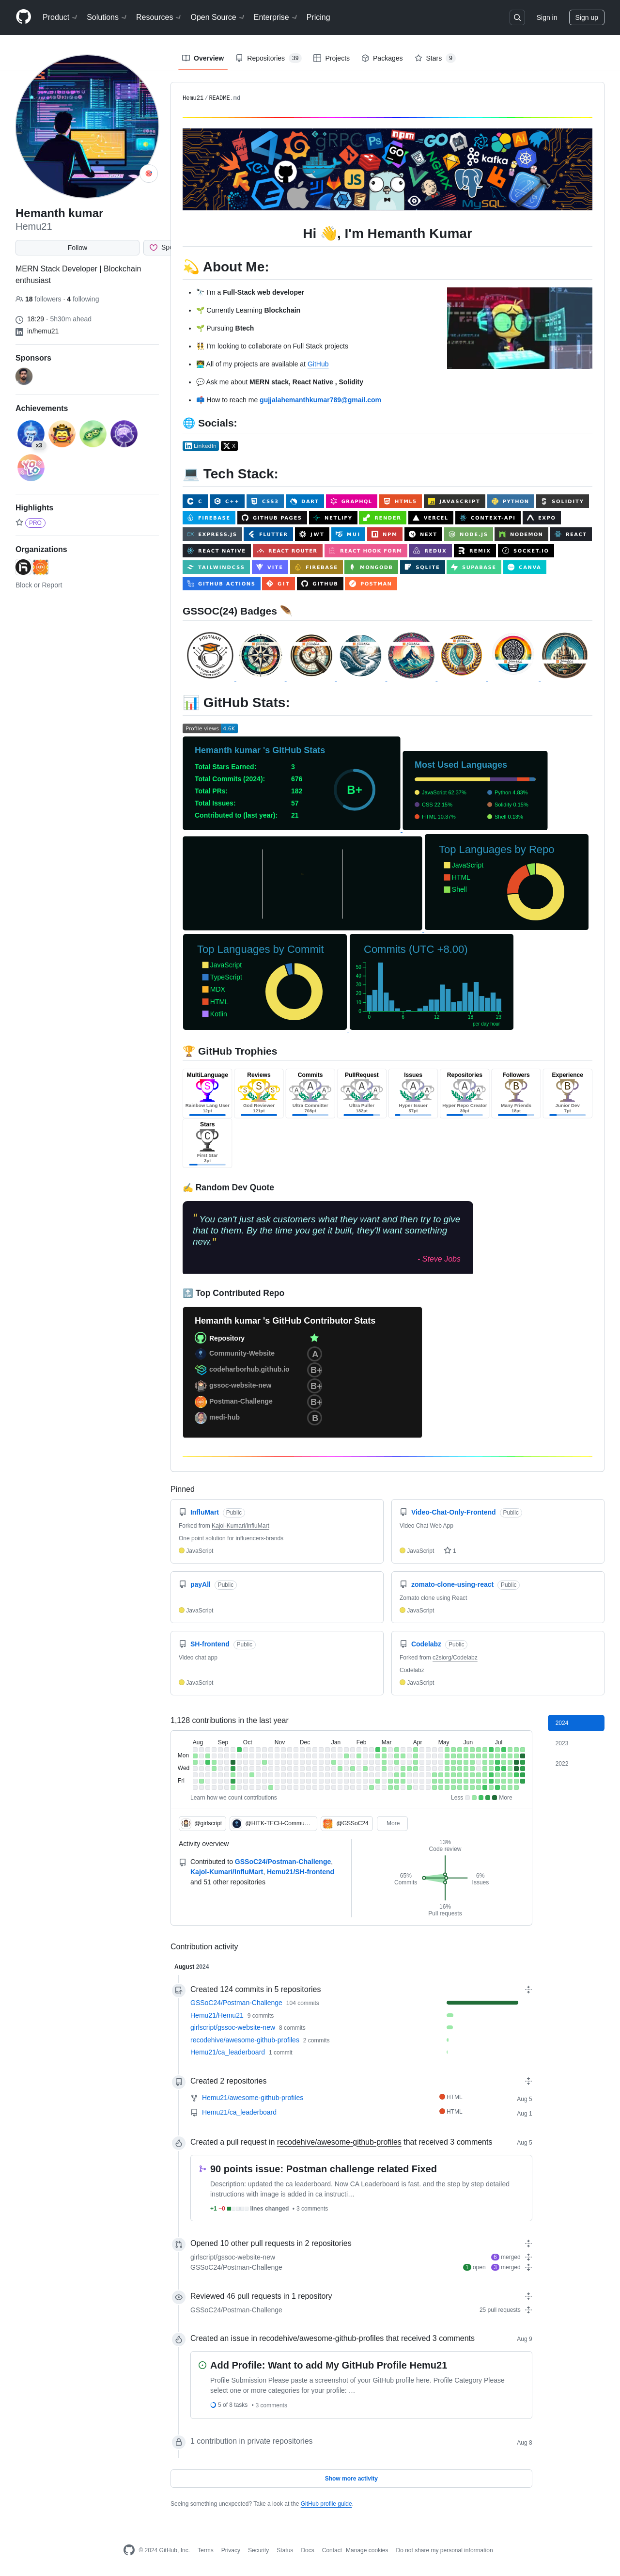 Product
Solutions
Resources
Open Source
Enterprise
Pricing
Sign in
Sign up
Overview
Repositories 39
Projects
Packages
Stars 9
Hemanth kumar
Hemu21
Follow
MERN Stack Developer | Blockchain
enthusiast
18 followers · 4 following
18:29 - 5h30m ahead
in/hemu21
Sponsors
Achievements
x3
YOLO
Highlights
PRO
Organizations
Block or Report
Hemu21 / README.md
gRPC
Ps
npm
NGINX
kafka
MySQL
Ai
Hi 👋, I'm Hemanth Kumar
💫 About Me:
🔭 I'm a Full-Stack web developer
🌱 Currently Learning Blockchain
🌱 Pursuing Btech
👯 I'm looking to collaborate on Full Stack projects
👨‍💻 All of my projects are available at GitHub
💬 Ask me about MERN stack, React Native , Solidity
📫 How to reach me gujjalahemanthkumar789@gmail.com
🌐 Socials:
LinkedIn X
💻 Tech Stack:
C C++ CSS3 DART GRAPHQL HTML5 JAVASCRIPT PYTHON SOLIDITY
FIREBASE GITHUB PAGES NETLIFY RENDER VERCEL CONTEXT-API EXPO
EXPRESS.JS FLUTTER JWT MUI NPM NEXT NODE.JS NODEMON REACT
REACT NATIVE REACT ROUTER REACT HOOK FORM REDUX REMIX SOCKET.IO
TAILWINDCSS VITE FIREBASE MONGODB SQLITE SUPABASE CANVA
GITHUB ACTIONS GIT GITHUB POSTMAN
GSSOC(24) Badges 🪶
POSTMAN
📊 GitHub Stats:
Profile views 4.6K
Hemanth kumar 's GitHub Stats
Total Stars Earned: 3
Total Commits (2024): 676
Total PRs: 182
Total Issues: 57
Contributed to (last year): 21
B+
Most Used Languages
JavaScript 62.37%
Python 4.83%
CSS 22.15%
Solidity 0.15%
HTML 10.37%
Shell 0.13%
Top Languages by Repo
JavaScript
HTML
Shell
Top Languages by Commit
JavaScript
TypeScript
MDX
HTML
Kotlin
Commits (UTC +8.00)
50
40
30
20
10
0
0 6 12 18 23
per day hour
🏆 GitHub Trophies
MultiLanguage Reviews Commits PullRequest Issues Repositories Followers Experience
S S S S A A A A A A A A B B
Rainbow Lang User God Reviewer Ultra Committer Ultra Puller Hyper Issuer Hyper Repo Creator Many Friends Junior Dev
12pt 121pt 706pt 182pt 57pt 39pt 18pt 7pt
Stars
C
First Star
3pt
✍️ Random Dev Quote
“ You can't just ask customers what they want and then try to give
that to them. By the time you get it built, they'll want something
new.”
- Steve Jobs
🔝 Top Contributed Repo
Hemanth kumar 's GitHub Contributor Stats
Repository
Community-Website A
codeharborhub.github.io B+
gssoc-website-new B+
Postman-Challenge B+
medi-hub B
Pinned
InfluMart Public
Forked from Kajol-Kumari/InfluMart
One point solution for influencers-brands
JavaScript
Video-Chat-Only-Frontend Public
Video Chat Web App
JavaScript 1
payAll Public
JavaScript
zomato-clone-using-react Public
Zomato clone using React
JavaScript
SH-frontend Public
Video chat app
JavaScript
Codelabz Public
Forked from c2siorg/Codelabz
Codelabz
JavaScript
1,128 contributions in the last year
2024
2023
2022
Aug Sep Oct Nov Dec Jan Feb Mar Apr May Jun Jul
Mon
Wed
Fri
Learn how we count contributions
Less More
@girlscript
@HITK-TECH-Commu…
@GSSoC24
More
Activity overview
Contributed to GSSoC24/Postman-Challenge,
Kajol-Kumari/InfluMart, Hemu21/SH-frontend
and 51 other repositories
13%
Code review
65%
Commits
6%
Issues
16%
Pull requests
Contribution activity
August 2024
Created 124 commits in 5 repositories
GSSoC24/Postman-Challenge 104 commits
Hemu21/Hemu21 9 commits
girlscript/gssoc-website-new 8 commits
recodehive/awesome-github-profiles 2 commits
Hemu21/ca_leaderboard 1 commit
Created 2 repositories
Hemu21/awesome-github-profiles HTML Aug 5
Hemu21/ca_leaderboard HTML Aug 1
Created a pull request in recodehive/awesome-github-profiles that received 3 comments Aug 5
90 points issue: Postman challenge related Fixed
Description: updated the ca leaderboard. Now CA Leaderboard is fast. and the step by step detailed
instructions with image is added in ca instructi…
+1 −0 lines changed • 3 comments
Opened 10 other pull requests in 2 repositories
girlscript/gssoc-website-new 6 merged
GSSoC24/Postman-Challenge 1 open 3 merged
Reviewed 46 pull requests in 1 repository
GSSoC24/Postman-Challenge 25 pull requests
Created an issue in recodehive/awesome-github-profiles that received 3 comments Aug 9
Add Profile: Want to add My GitHub Profile Hemu21
Profile Submission Please paste a screenshot of your GitHub profile here. Profile Category Please
select one or more categories for your profile: …
5 of 8 tasks • 3 comments
1 contribution in private repositories Aug 8
Show more activity
Seeing something unexpected? Take a look at the GitHub profile guide.
© 2024 GitHub, Inc. Terms Privacy Security Status Docs Contact Manage cookies Do not share my personal information